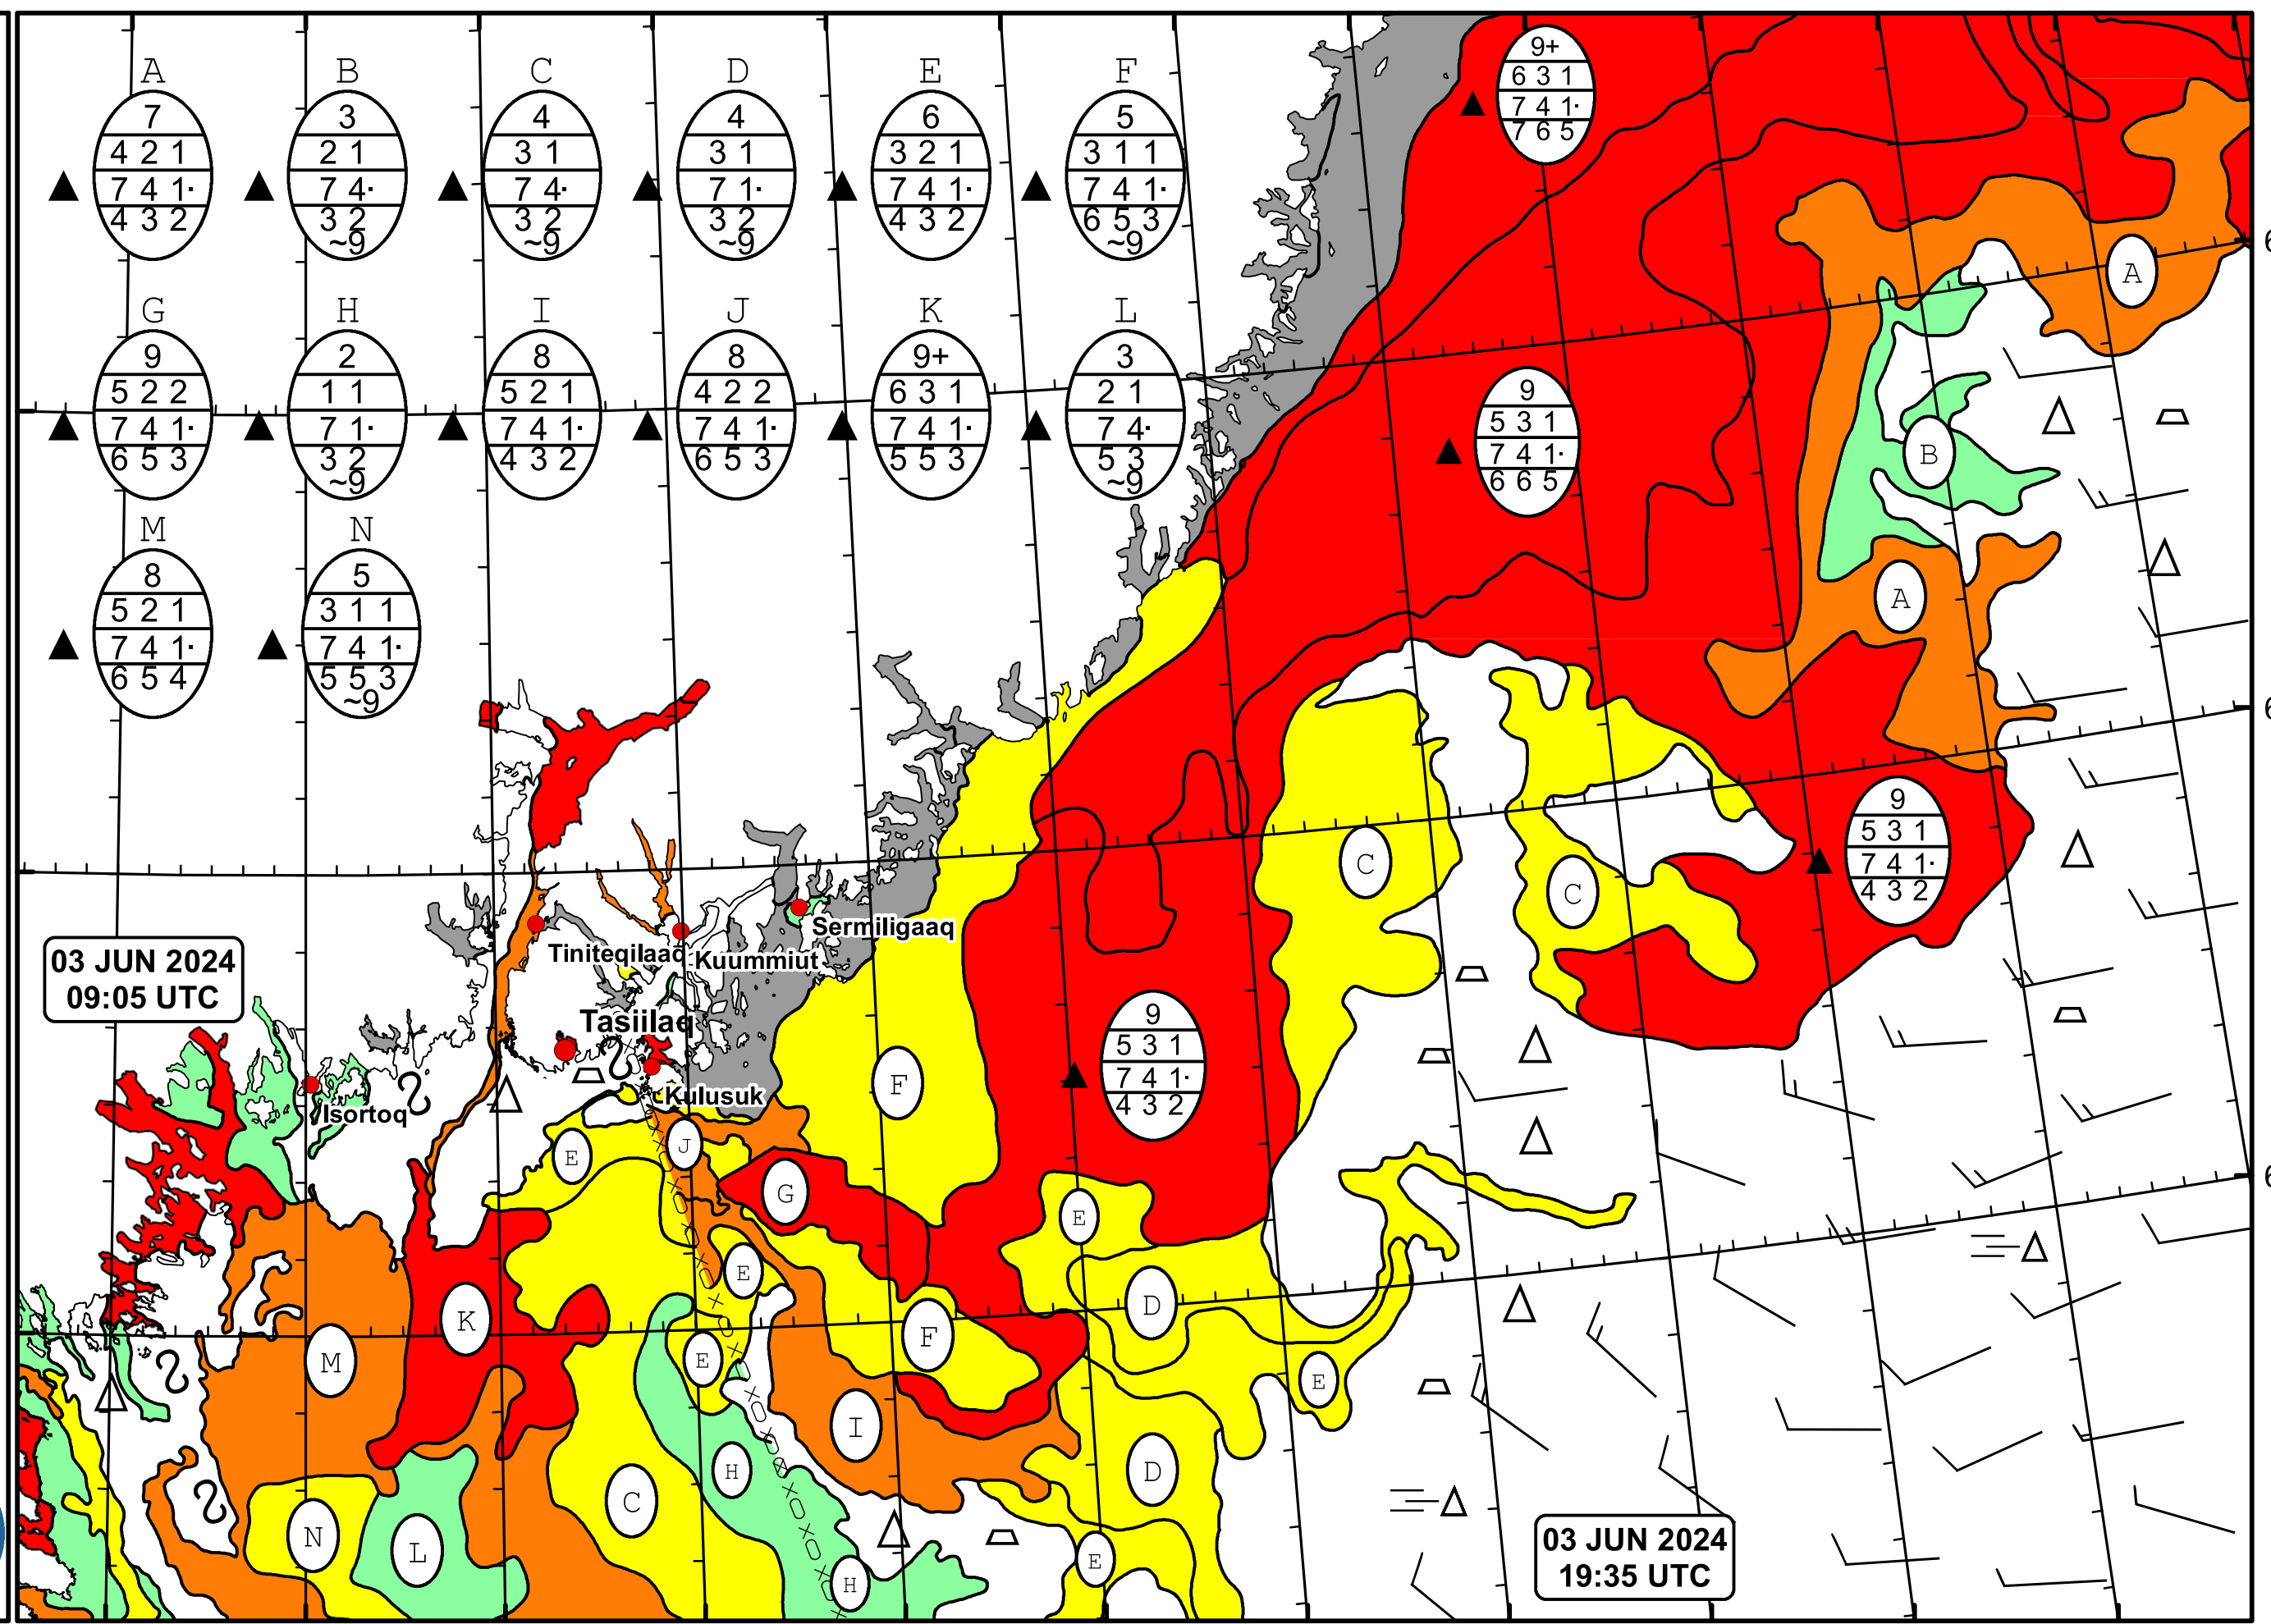 A B C D E F
7 3 4 4 6 5
4 2 1 2 1 3 1 3 1 3 2 1 3 1 1
7 4 1· 7 4· 7 4· 7 1· 7 4 1· 7 4 1·
4 3 2 3 2 3 2 3 2 4 3 2 6 5 3
~9 ~9 ~9 ~9
G H I J K L
9 2 8 8 9+ 3
5 2 2 1 1 5 2 1 4 2 2 6 3 1 2 1
7 4 1· 7 1· 7 4 1· 7 4 1· 7 4 1· 7 4·
6 5 3 3 2 4 3 2 6 5 3 5 5 3 5 3
~9 ~9
M N
8 5
5 2 1 3 1 1
7 4 1· 7 4 1·
6 5 4 5 5 3
~9
9+
6 3 1
7 4 1·
7 6 5
A
9
5 3 1
7 4 1·
6 6 5
B
A
9
5 3 1
7 4 1·
4 3 2
C
C
Sermiligaaq
Tiniteqilaaq
Kuummiut
03 JUN 2024
09:05 UTC
Tasiilaq
9
5 3 1
7 4 1·
4 3 2
F
Kulusuk
Isortoq
J
E
G
E
E
D
K
F
M
E
E
I
H
D
C
N
L
E
H
03 JUN 2024
19:35 UTC